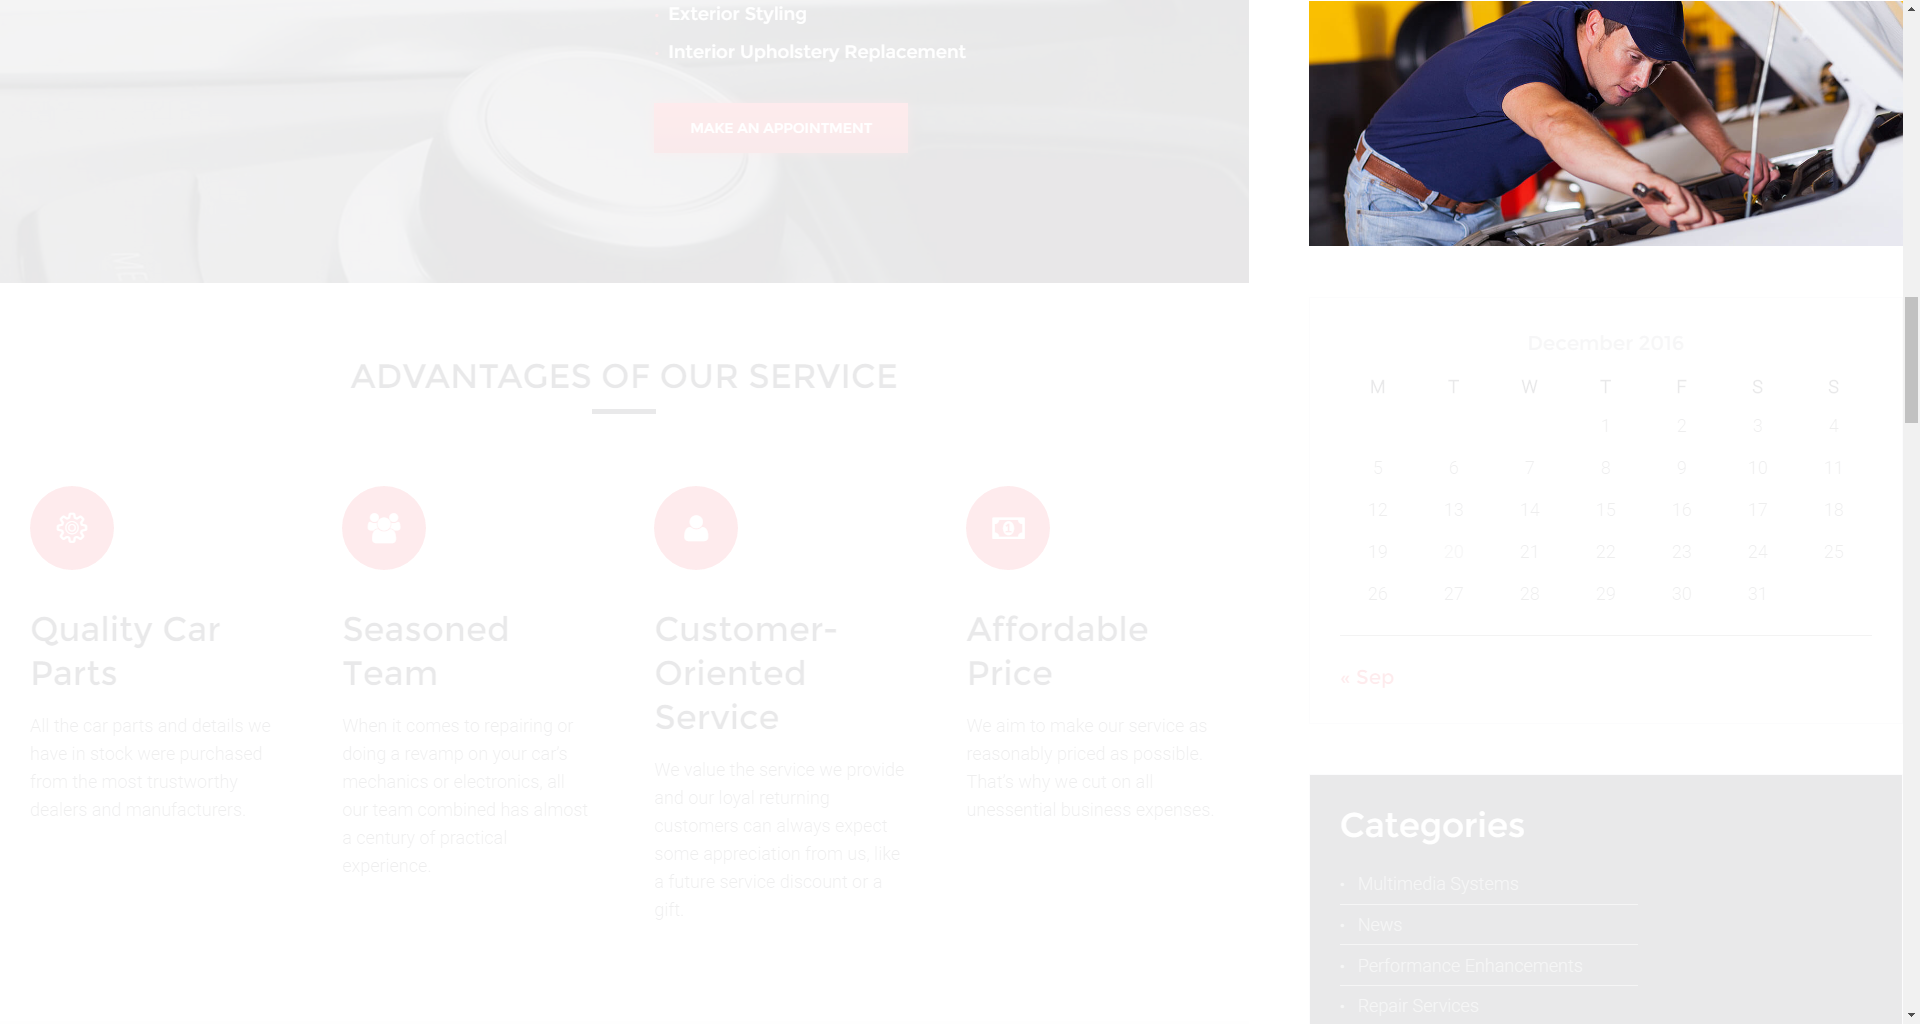 Exterior Styling
Interior Upholstery Replacement
MAKE AN APPOINTMENT
ADVANTAGES OF OUR SERVICE
Quality Car
Parts
All the car parts and details we
have in stock were purchased
from the most trustworthy
dealers and manufacturers.
Seasoned
Team
When it comes to repairing or
doing a revamp on your car's
mechanics or electronics, all
our team combined has almost
a century of practical
experience.
Customer-
Oriented
Service
We value the service we provide
and our loyal returning
customers can always expect
some appreciation from us, like
a future service discount or a
gift.
Affordable
Price
We aim to make our service as
reasonably priced as possible.
That's why we cut on all
unessential business expenses.
December 2016
M T W T F S S
1 2 3 4
5 6 7 8 9 10 11
12 13 14 15 16 17 18
19 20 21 22 23 24 25
26 27 28 29 30 31
« Sep
Categories
• Multimedia Systems
• News
• Performance Enhancements
• Repair Services